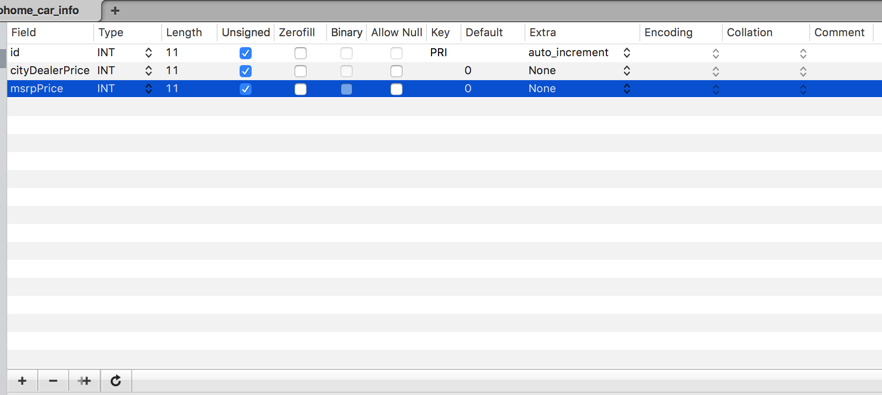 ohome_car_info +
Field Type Length Unsigned Zerofill Binary Allow Null Key Default Extra Encoding Collation Comment
id INT 11 PRI auto_increment
cityDealerPrice INT 11 0 None
msrpPrice INT 11 0 None